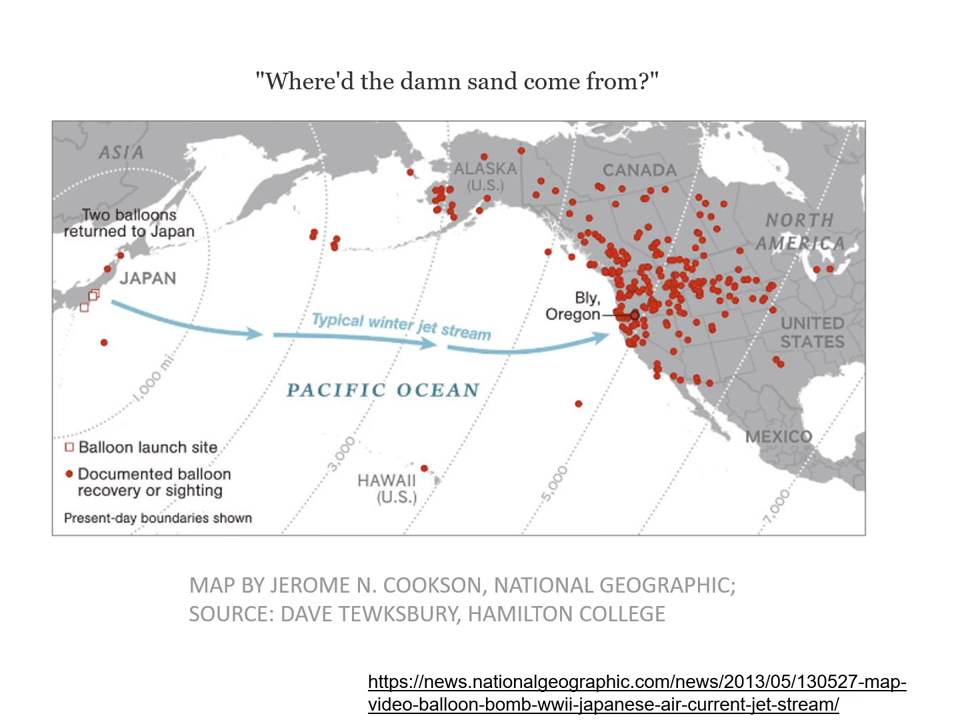 "Where'd the damn sand come from?"
ASIA
ALASKA
(U.S.)
CANADA
Two balloons
returned to Japan
NORTH
AMERICA
JAPAN
Bly,
Oregon
Typical winter jet stream
UNITED
STATES
PACIFIC OCEAN
1,000 mi
3,000
5,000
7,000
MEXICO
HAWAII
(U.S.)
Balloon launch site
Documented balloon
recovery or sighting
Present-day boundaries shown
MAP BY JEROME N. COOKSON, NATIONAL GEOGRAPHIC;
SOURCE: DAVE TEWKSBURY, HAMILTON COLLEGE
https://news.nationalgeographic.com/news/2013/05/130527-map-
video-balloon-bomb-wwii-japanese-air-current-jet-stream/